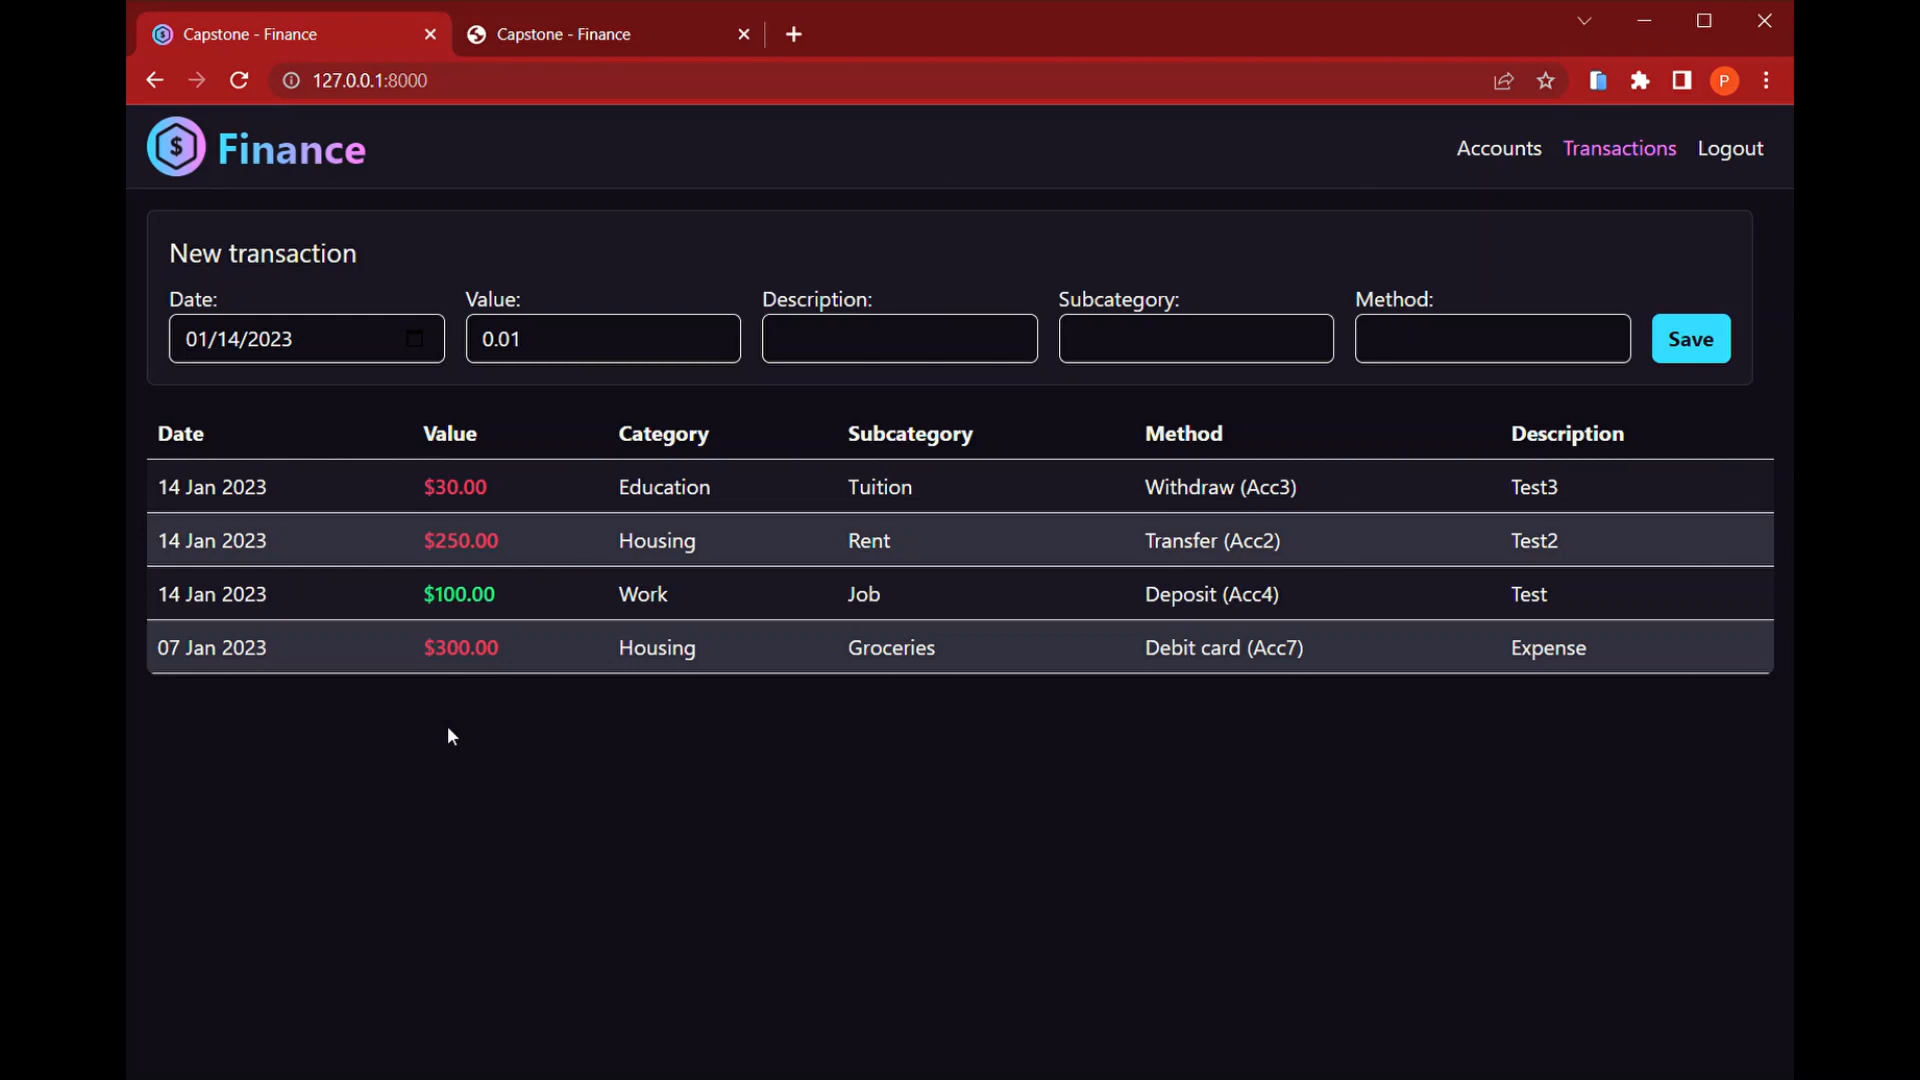 Capstone - Finance Capstone - Finance
127.0.0.1:8000 P
$ Finance Accounts Transactions Logout
New transaction
Date: Value: Description: Subcategory: Method:
01/14/2023 0.01 Save
Date Value Category Subcategory Method Description
14 Jan 2023 $30.00 Education Tuition Withdraw (Acc3) Test3
14 Jan 2023 $250.00 Housing Rent Transfer (Acc2) Test2
14 Jan 2023 $100.00 Work Job Deposit (Acc4) Test
07 Jan 2023 $300.00 Housing Groceries Debit card (Acc7) Expense